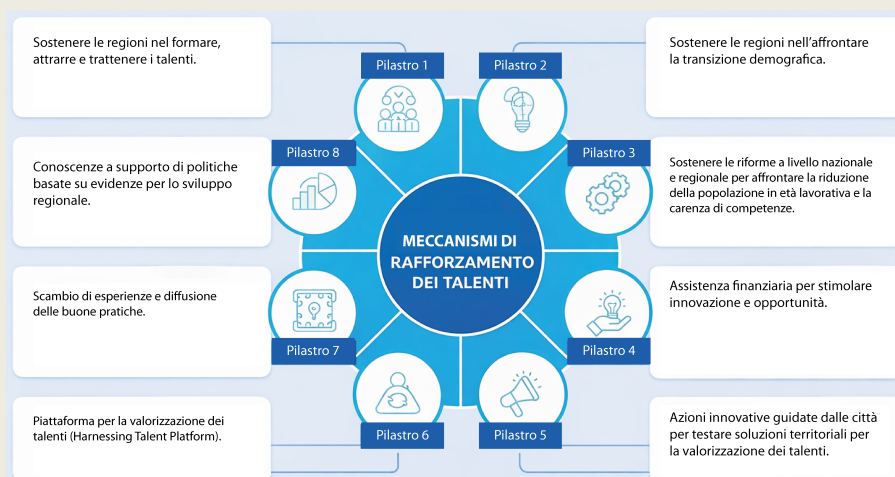 Sostenere le regioni nel formare,
attrarre e trattenere i talenti.
Pilastro 1
Pilastro 2
Sostenere le regioni nell'affrontare
la transizione demografica.
Pilastro 8
Conoscenze a supporto di politiche
basate su evidenze per lo sviluppo
regionale.
Pilastro 3
Sostenere le riforme a livello nazionale
e regionale per affrontare la riduzione
della popolazione in età lavorativa e la
carenza di competenze.
MECCANISMI DI
RAFFORZAMENTO
DEI TALENTI
Scambio di esperienze e diffusione
delle buone pratiche.
Pilastro 7
Pilastro 4
Assistenza finanziaria per stimolare
innovazione e opportunità.
Piattaforma per la valorizzazione dei
talenti (Harnessing Talent Platform).
Pilastro 6
Pilastro 5
Azioni innovative guidate dalle città
per testare soluzioni territoriali per
la valorizzazione dei talenti.